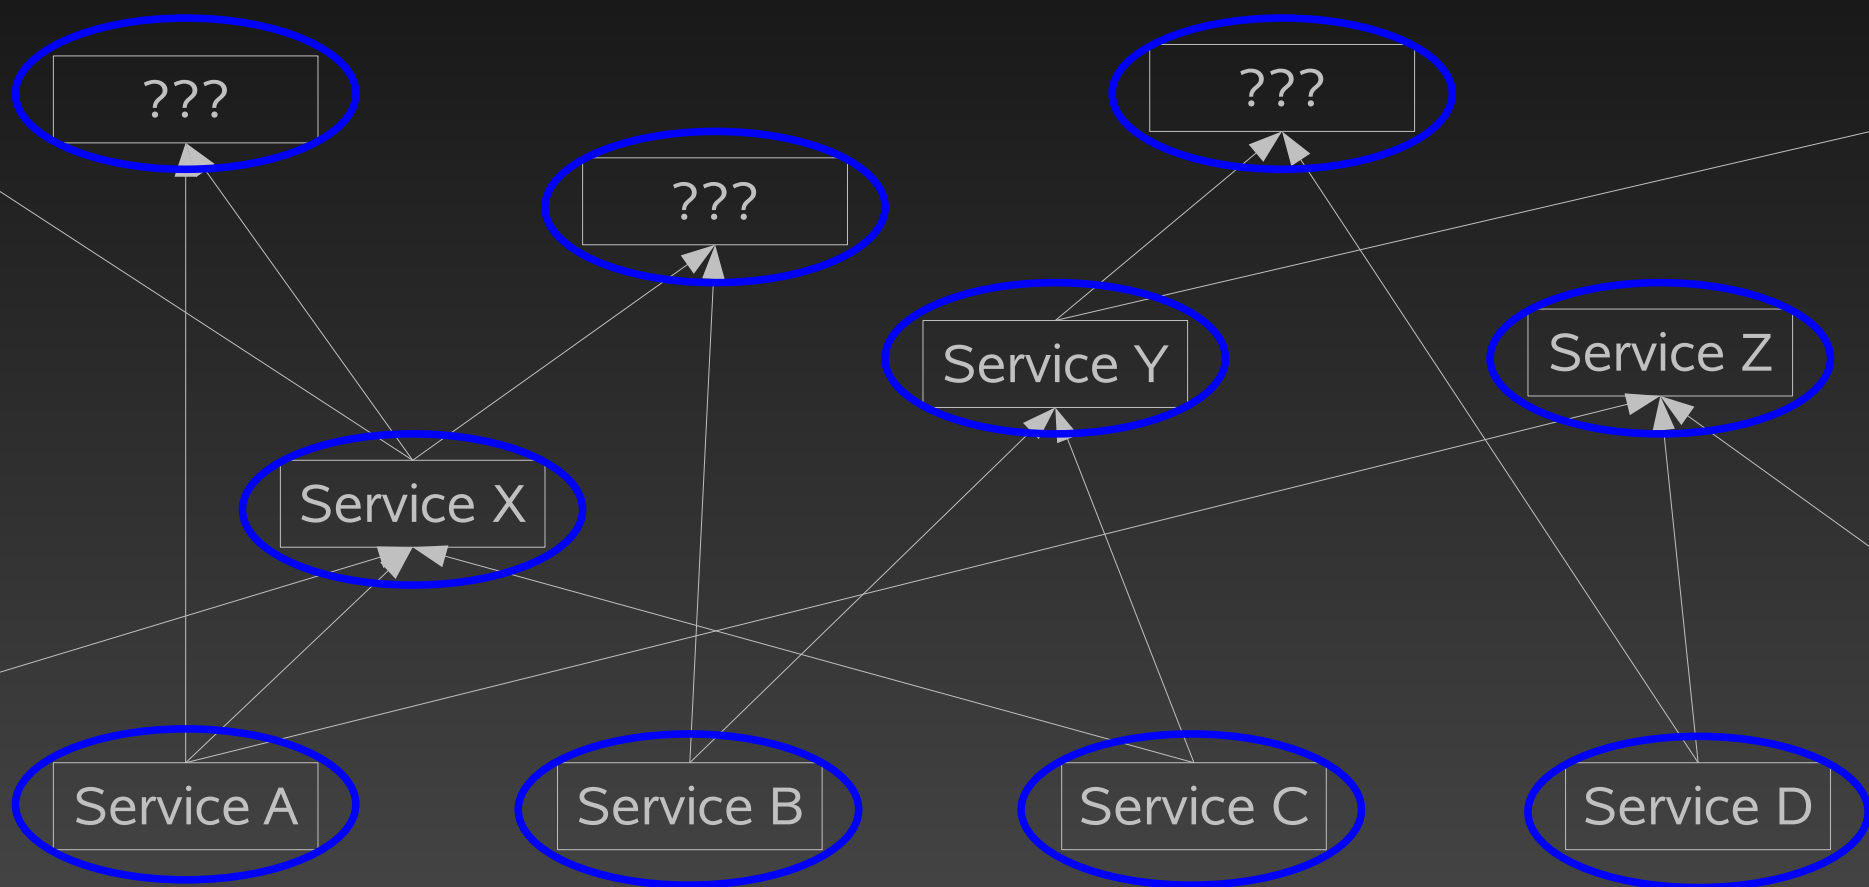 ???
???
???
Service Y
Service Z
Service X
Service A
Service B
Service C
Service D